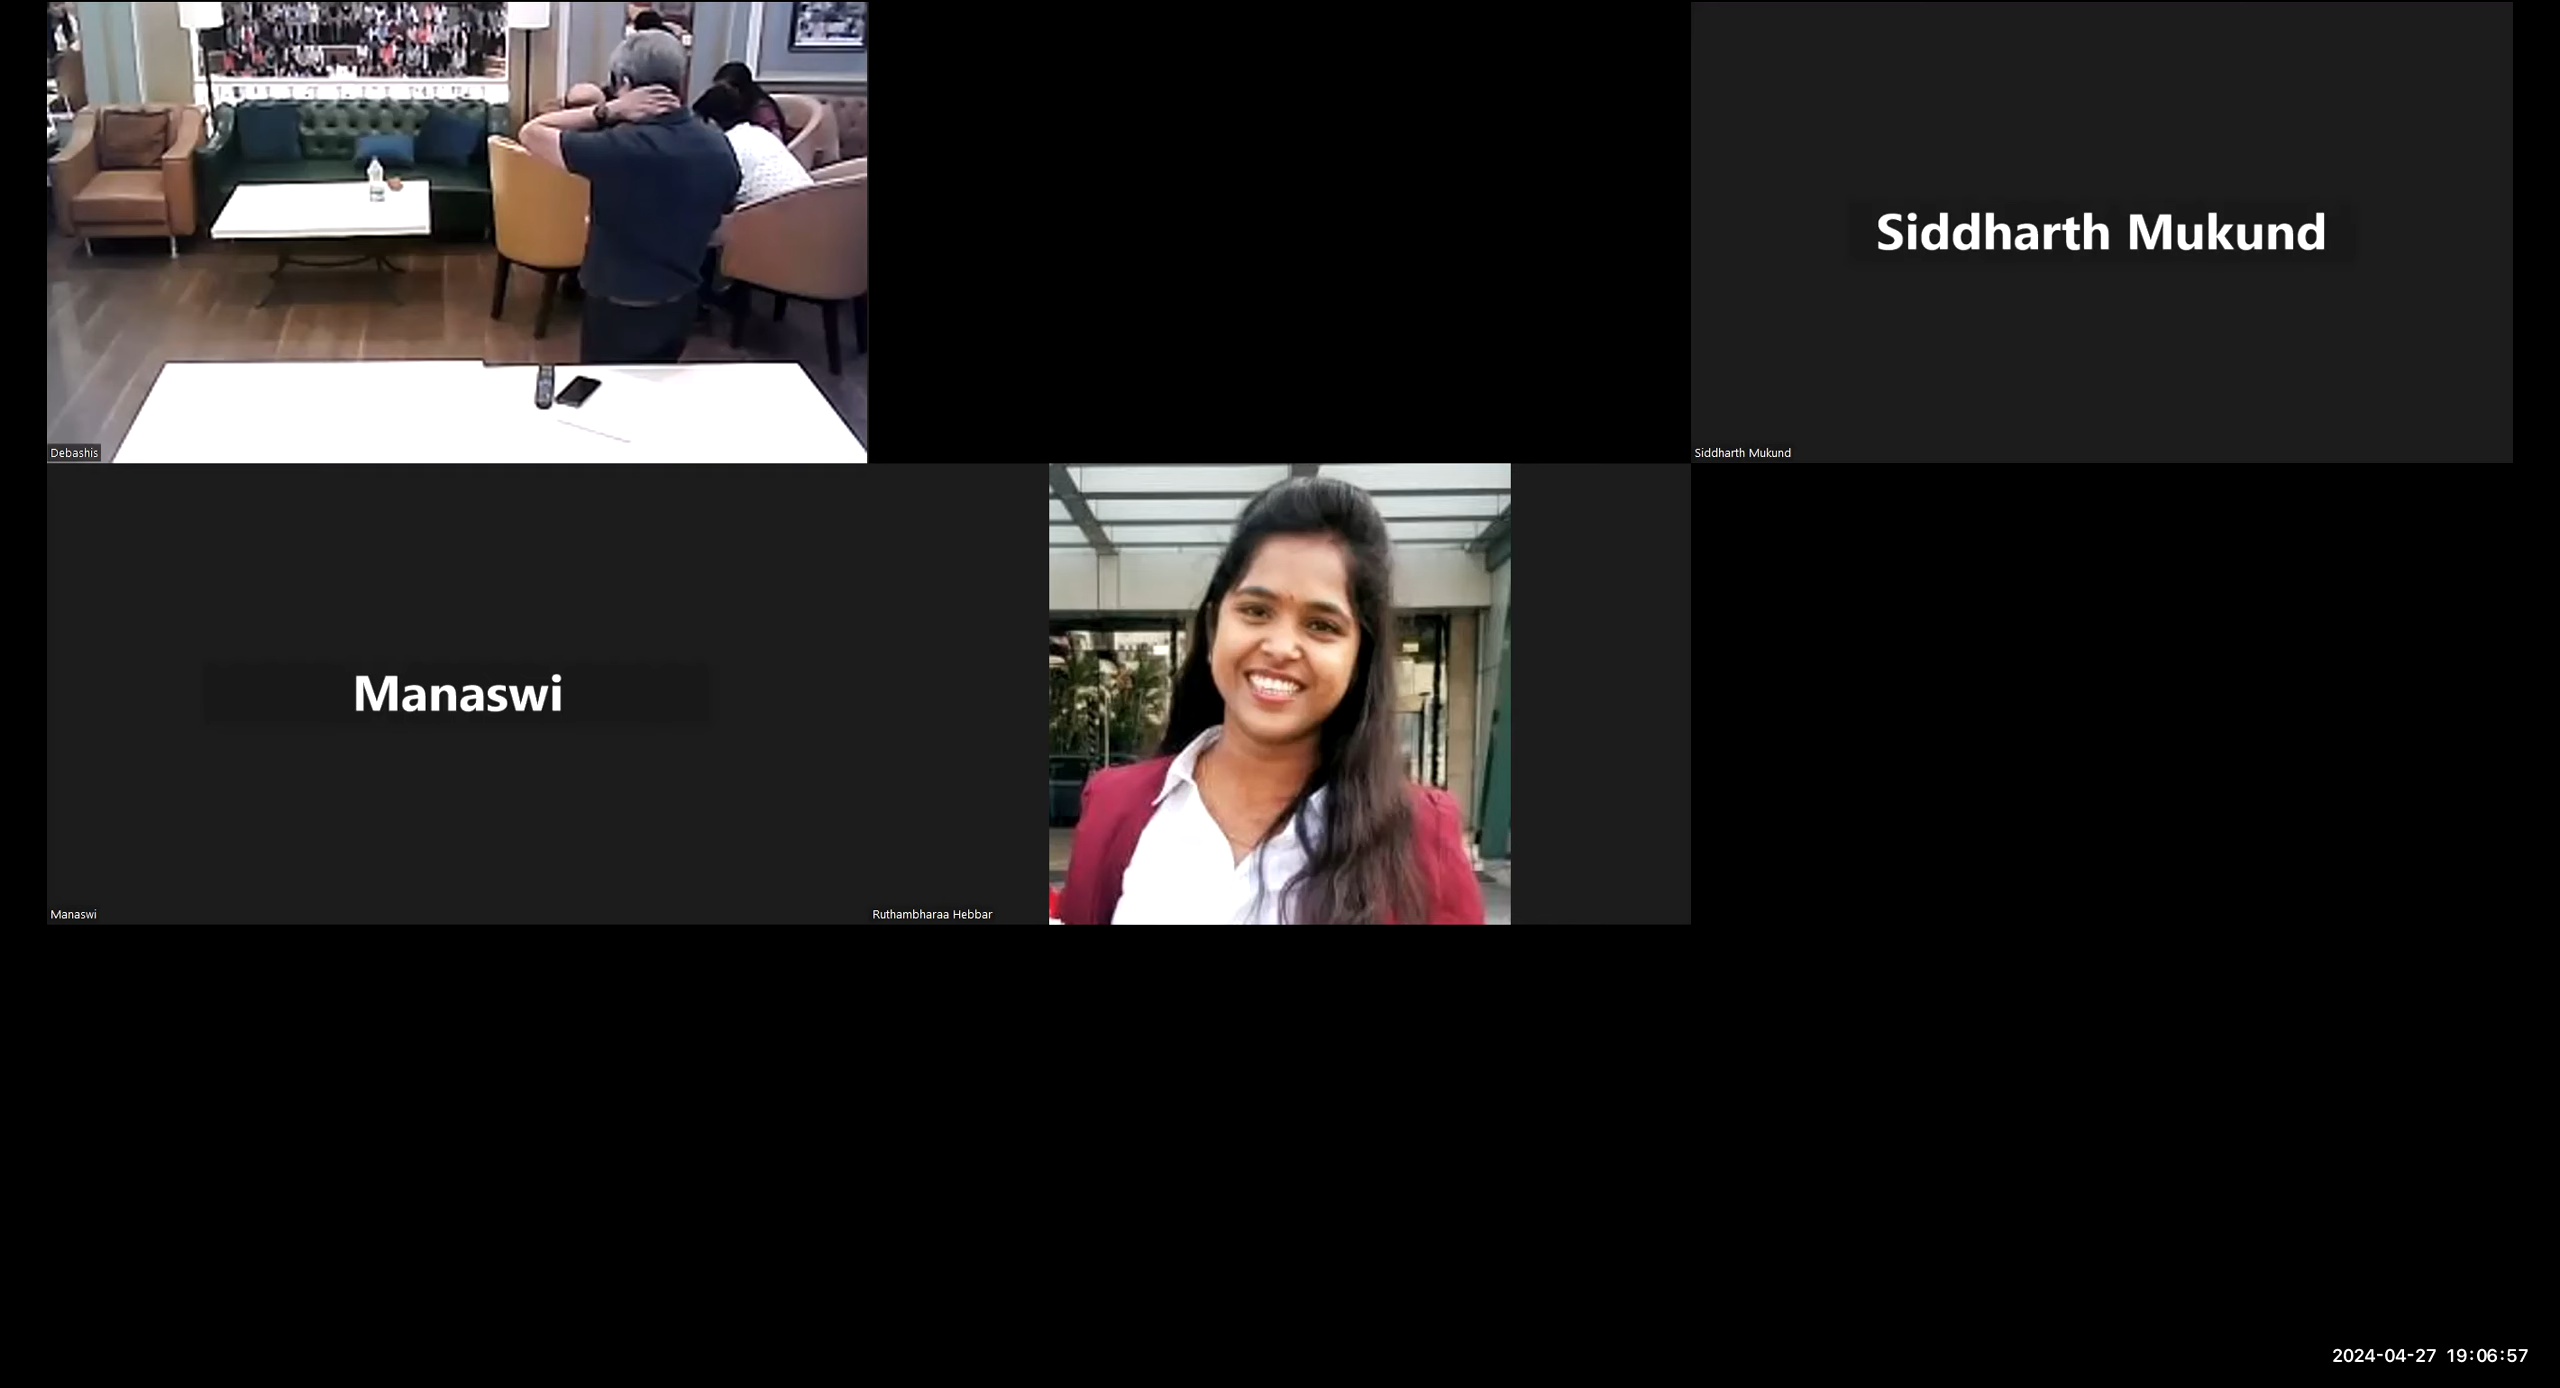 Siddharth Mukund
Debashis
Siddharth Mukund
Manaswi
Manaswi
Ruthambharaa Hebbar
2024-04-27 19:06:57